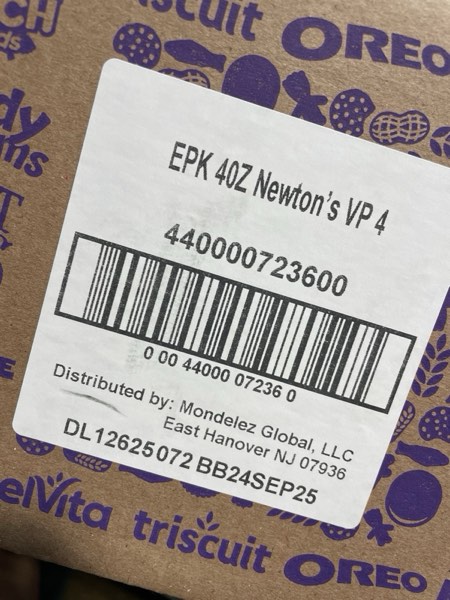 triscuit OREO
EPK 40Z Newton's VP 4
440000723600
0 00 44000 07236 0
Distributed by: Mondelez Global, LLC
East Hanover NJ 07936
DL12625072 BB24SEP25
elVita triscuit OREO